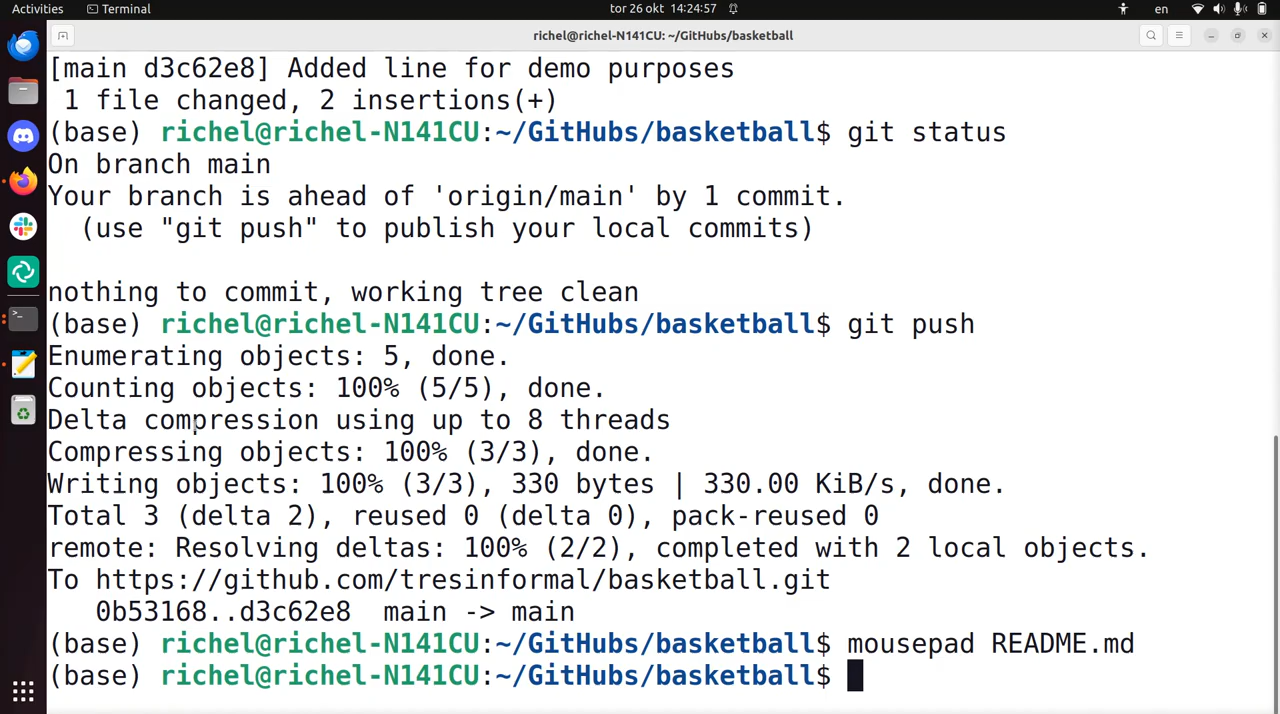 Activities Terminal tor 26 okt 14:24:57 en
richel@richel-N141CU: ~/GitHubs/basketball
[main d3c62e8] Added line for demo purposes
1 file changed, 2 insertions(+)
(base) richel@richel-N141CU:~/GitHubs/basketball$ git status
On branch main
Your branch is ahead of 'origin/main' by 1 commit.
(use "git push" to publish your local commits)
nothing to commit, working tree clean
(base) richel@richel-N141CU:~/GitHubs/basketball$ git push
Enumerating objects: 5, done.
Counting objects: 100% (5/5), done.
Delta compression using up to 8 threads
Compressing objects: 100% (3/3), done.
Writing objects: 100% (3/3), 330 bytes | 330.00 KiB/s, done.
Total 3 (delta 2), reused 0 (delta 0), pack-reused 0
remote: Resolving deltas: 100% (2/2), completed with 2 local objects.
To https://github.com/tresinformal/basketball.git
0b53168..d3c62e8  main -> main
(base) richel@richel-N141CU:~/GitHubs/basketball$ mousepad README.md
(base) richel@richel-N141CU:~/GitHubs/basketball$